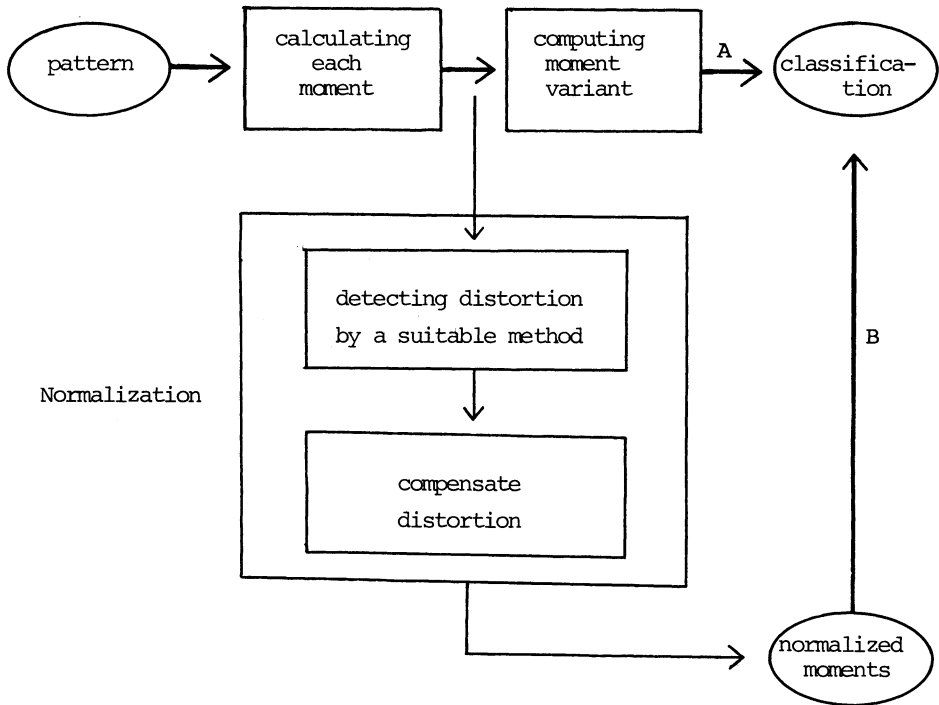 pattern
calculating
each
moment
computing
moment
variant
A
classifica-
tion
detecting distortion
by a suitable method
Normalization
B
compensate
distortion
normalized
moments